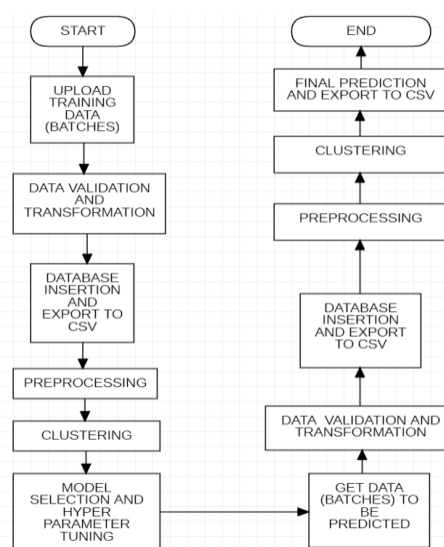 START
UPLOAD
TRAINING
DATA
(BATCHES)
DATA VALIDATION
AND
TRANSFORMATION
DATABASE
INSERTION
AND
EXPORT TO
CSV
PREPROCESSING
CLUSTERING
MODEL
SELECTION AND
HYPER
PARAMETER
TUNING
GET DATA
(BATCHES) TO
BE
PREDICTED
DATA VALIDATION AND
TRANSFORMATION
DATABASE
INSERTION
AND EXPORT
TO CSV
PREPROCESSING
CLUSTERING
FINAL PREDICTION
AND EXPORT TO CSV
END